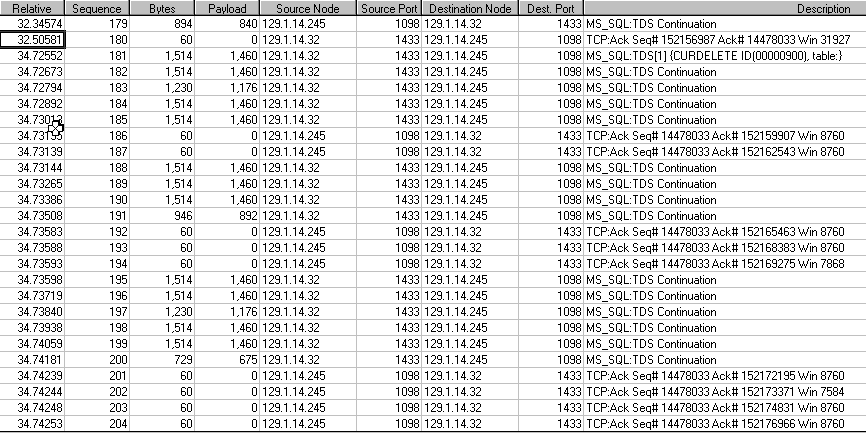 Relative Sequence Bytes Payload Source Node Source Port Destination Node Dest. Port Description
32.34574 179 894 840 129.1.14.245 1098 129.1.14.32 1433 MS_SQL:TDS Continuation
32.50581 180 60 0 129.1.14.32 1433 129.1.14.245 1098 TCP:Ack Seq# 152156987 Ack# 14478033 Win 31927
34.72552 181 1,514 1,460 129.1.14.32 1433 129.1.14.245 1098 MS_SQL:TDS[1] {CURDELETE ID(00000900), table:}
34.72673 182 1,514 1,460 129.1.14.32 1433 129.1.14.245 1098 MS_SQL:TDS Continuation
34.72794 183 1,230 1,176 129.1.14.32 1433 129.1.14.245 1098 MS_SQL:TDS Continuation
34.72892 184 1,514 1,460 129.1.14.32 1433 129.1.14.245 1098 MS_SQL:TDS Continuation
185 1,514 1,460 129.1.14.32 1433 129.1.14.245 1098 MS_SQL:TDS Continuation
186 60 0 129.1.14.245 1098 129.1.14.32 1433 TCP:Ack Seq# 14478033 Ack# 152159907 Win 8760
34.73139 187 60 0 129.1.14.245 1098 129.1.14.32 1433 TCP:Ack Seq# 14478033 Ack# 152162543 Win 8760
34.73144 188 1,514 1,460 129.1.14.32 1433 129.1.14.245 1098 MS_SQL:TDS Continuation
34.73265 189 1,514 1,460 129.1.14.32 1433 129.1.14.245 1098 MS_SQL:TDS Continuation
34.73386 190 1,514 1,460 129.1.14.32 1433 129.1.14.245 1098 MS_SQL:TDS Continuation
34.73508 191 946 892 129.1.14.32 1433 129.1.14.245 1098 MS_SQL:TDS Continuation
34.73583 192 60 0 129.1.14.245 1098 129.1.14.32 1433 TCP:Ack Seq# 14478033 Ack# 152165463 Win 8760
34.73588 193 60 0 129.1.14.245 1098 129.1.14.32 1433 TCP:Ack Seq# 14478033 Ack# 152168383 Win 8760
34.73593 194 60 0 129.1.14.245 1098 129.1.14.32 1433 TCP:Ack Seq# 14478033 Ack# 152169275 Win 7868
34.73598 195 1,514 1,460 129.1.14.32 1433 129.1.14.245 1098 MS_SQL:TDS Continuation
34.73719 196 1,514 1,460 129.1.14.32 1433 129.1.14.245 1098 MS_SQL:TDS Continuation
34.73840 197 1,230 1,176 129.1.14.32 1433 129.1.14.245 1098 MS_SQL:TDS Continuation
34.73938 198 1,514 1,460 129.1.14.32 1433 129.1.14.245 1098 MS_SQL:TDS Continuation
34.74059 199 1,514 1,460 129.1.14.32 1433 129.1.14.245 1098 MS_SQL:TDS Continuation
34.74181 200 729 675 129.1.14.32 1433 129.1.14.245 1098 MS_SQL:TDS Continuation
34.74239 201 60 0 129.1.14.245 1098 129.1.14.32 1433 TCP:Ack Seq# 14478033 Ack# 152172195 Win 8760
34.74244 202 60 0 129.1.14.245 1098 129.1.14.32 1433 TCP:Ack Seq# 14478033 Ack# 152173371 Win 7584
34.74248 203 60 0 129.1.14.245 1098 129.1.14.32 1433 TCP:Ack Seq# 14478033 Ack# 152174831 Win 8760
34.74253 204 60 0 129.1.14.245 1098 129.1.14.32 1433 TCP:Ack Seq# 14478033 Ack# 152176966 Win 8760